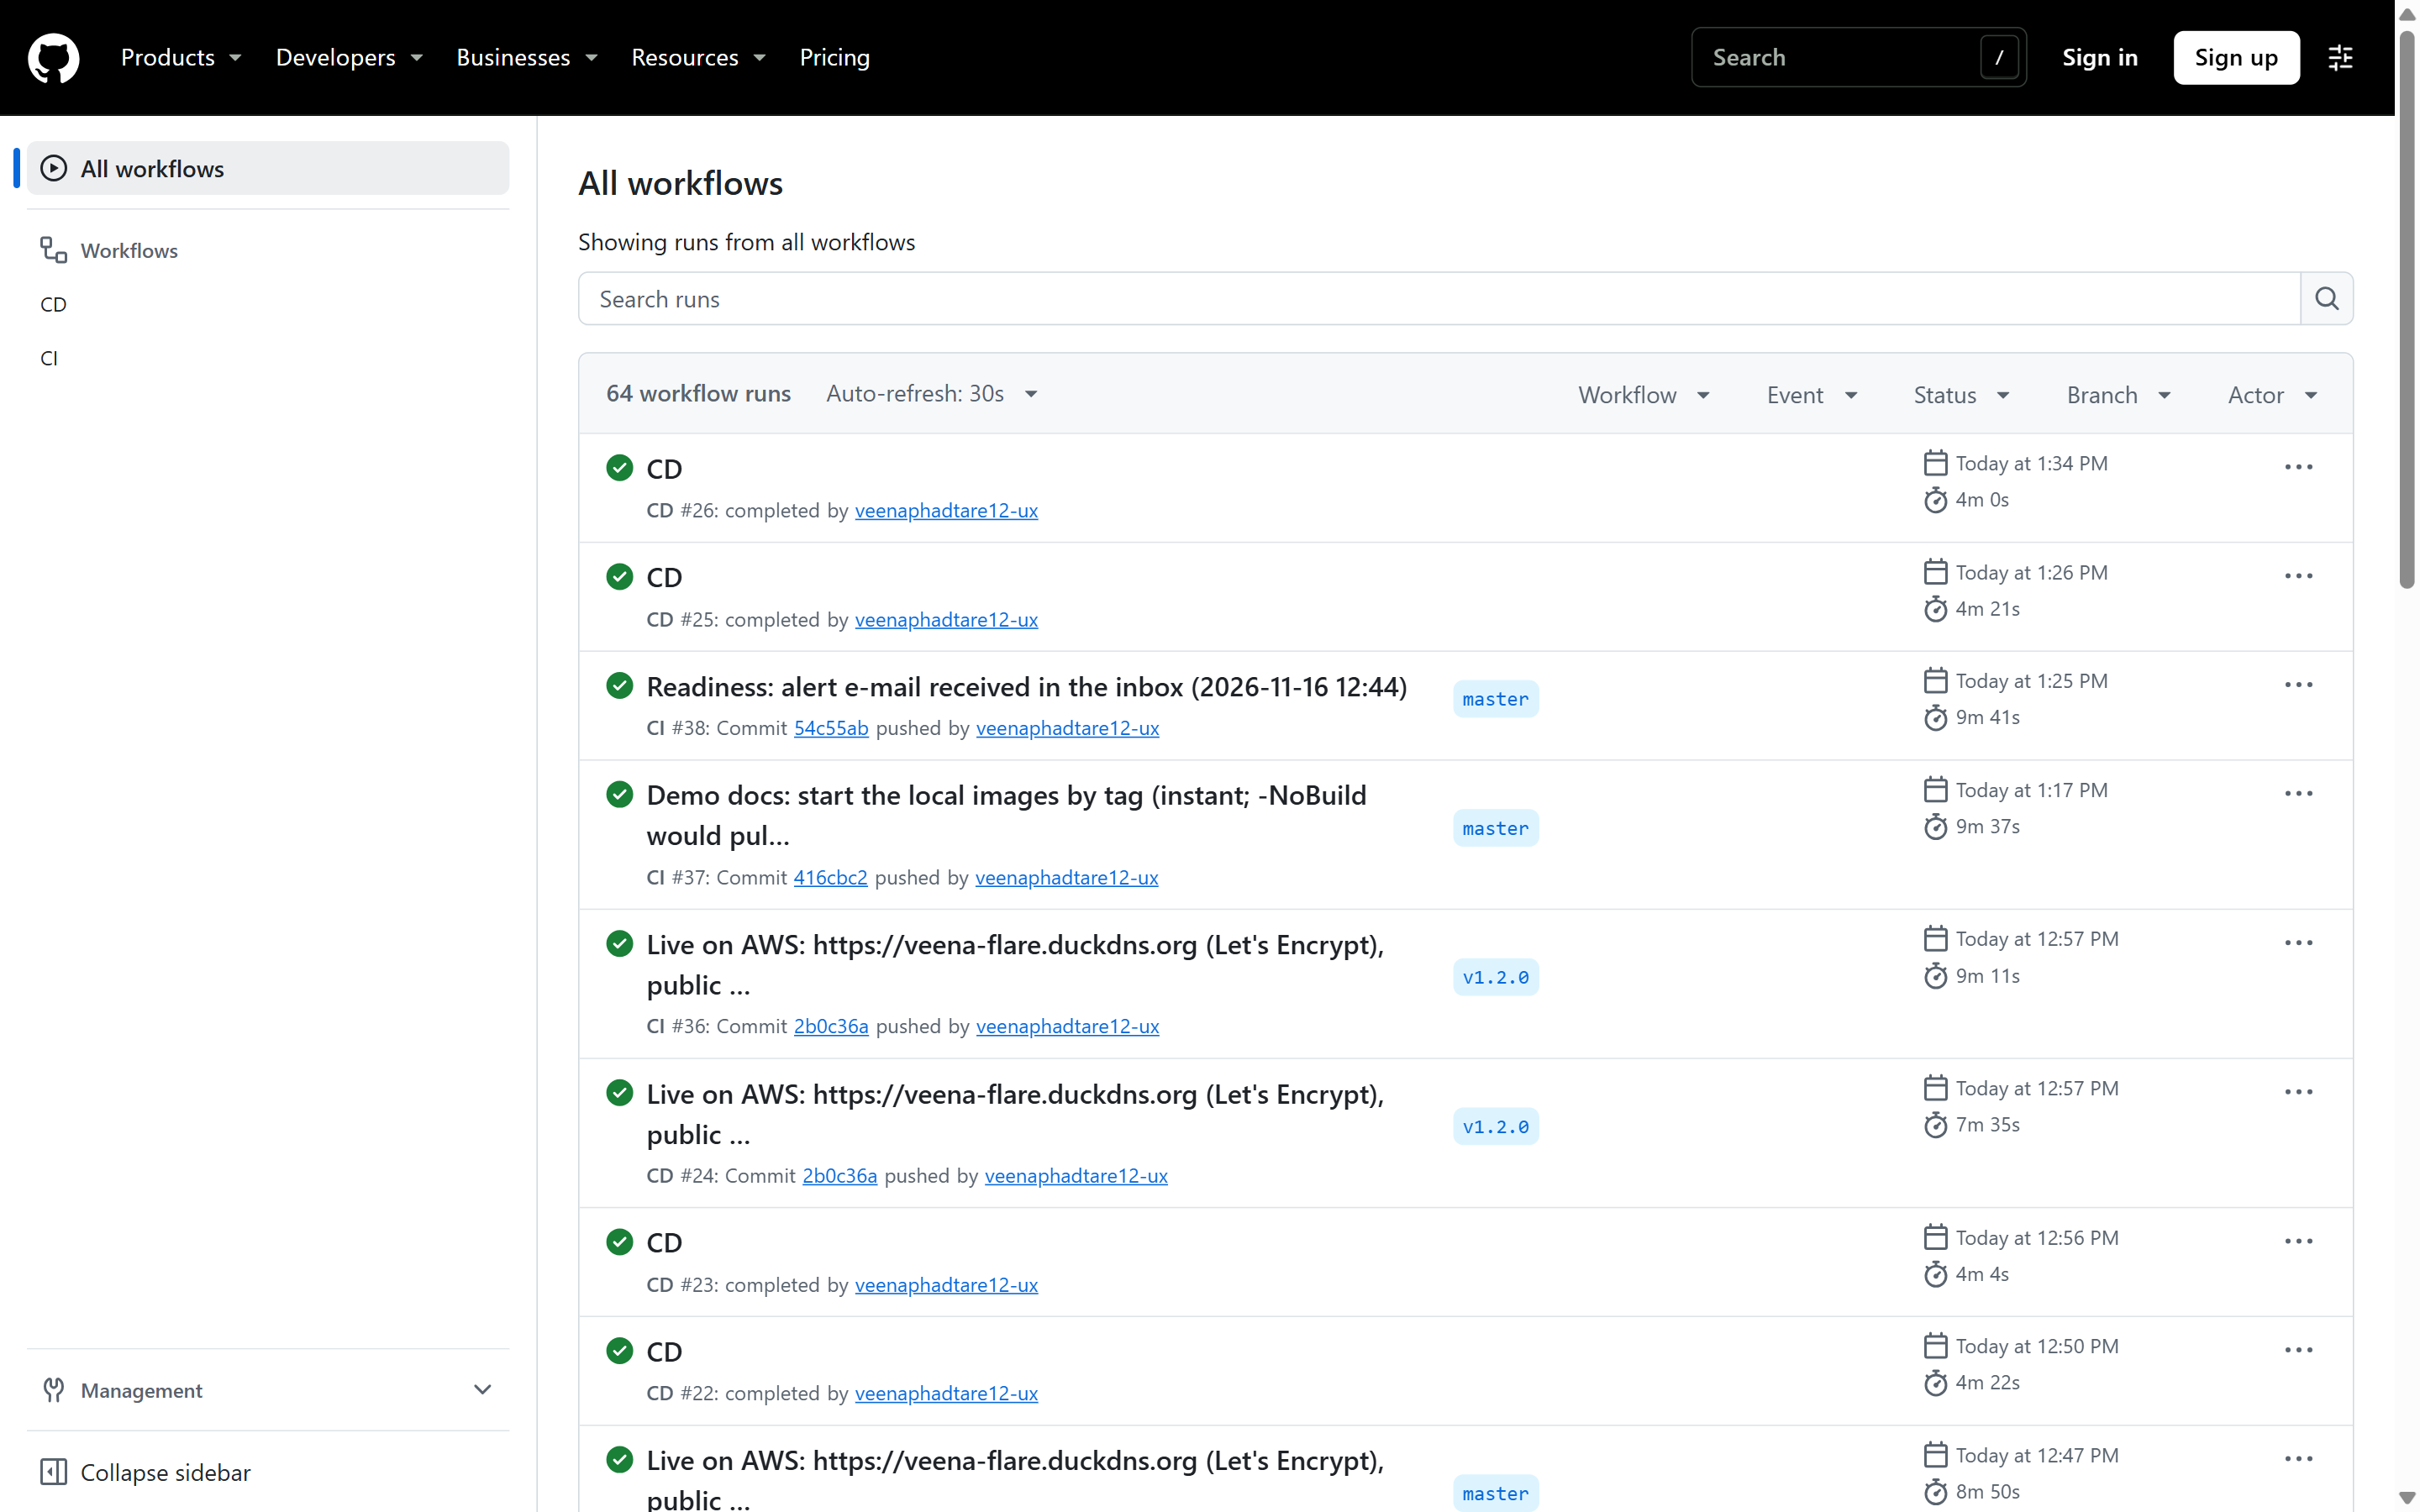 Products Developers Businesses Resources Pricing Search / Sign in Sign up
All workflows
Workflows
CD
CI
Management
Collapse sidebar
All workflows
Showing runs from all workflows
Search runs
64 workflow runs Auto-refresh: 30s Workflow Event Status Branch Actor
CD
CD #26: completed by veenaphadtare12-ux
Today at 1:34 PM
4m 0s
CD
CD #25: completed by veenaphadtare12-ux
Today at 1:26 PM
4m 21s
Readiness: alert e-mail received in the inbox (2026-11-16 12:44)
CI #38: Commit 54c55ab pushed by veenaphadtare12-ux
master
Today at 1:25 PM
9m 41s
Demo docs: start the local images by tag (instant; -NoBuild
would pul...
CI #37: Commit 416cbc2 pushed by veenaphadtare12-ux
master
Today at 1:17 PM
9m 37s
Live on AWS: https://veena-flare.duckdns.org (Let's Encrypt),
public ...
CI #36: Commit 2b0c36a pushed by veenaphadtare12-ux
v1.2.0
Today at 12:57 PM
9m 11s
Live on AWS: https://veena-flare.duckdns.org (Let's Encrypt),
public ...
CD #24: Commit 2b0c36a pushed by veenaphadtare12-ux
v1.2.0
Today at 12:57 PM
7m 35s
CD
CD #23: completed by veenaphadtare12-ux
Today at 12:56 PM
4m 4s
CD
CD #22: completed by veenaphadtare12-ux
Today at 12:50 PM
4m 22s
Live on AWS: https://veena-flare.duckdns.org (Let's Encrypt),
public ...
master
Today at 12:47 PM
8m 50s